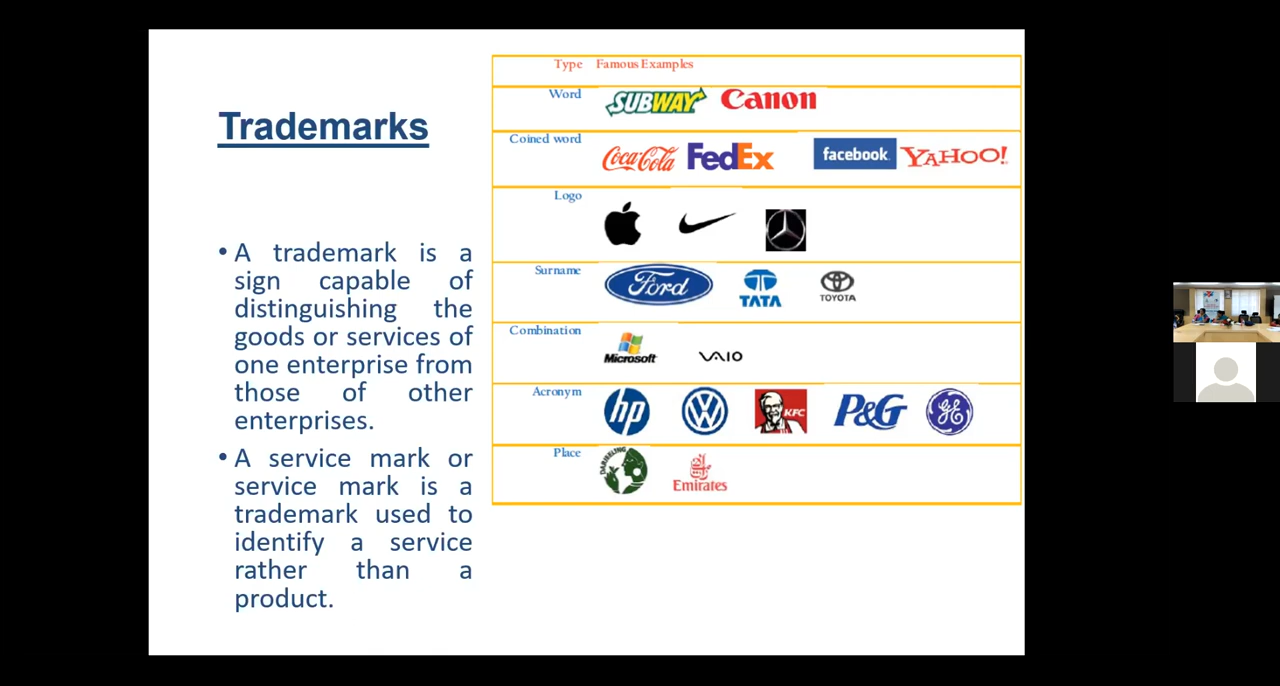 Trademarks
• A trademark is a
sign capable of
distinguishing the
goods or services of
one enterprise from
those of other
enterprises.
• A service mark or
service mark is a
trademark used to
identify a service
rather than a
product.
Type Famous Examples
Word SUBWAY Canon
Coined word Coca-Cola FedEx facebook YAHOO!
Logo
Surname Ford TATA TOYOTA
Combination Microsoft VAIO
Acronym hp VW KFC P&G GE
Place DARJEELING Emirates